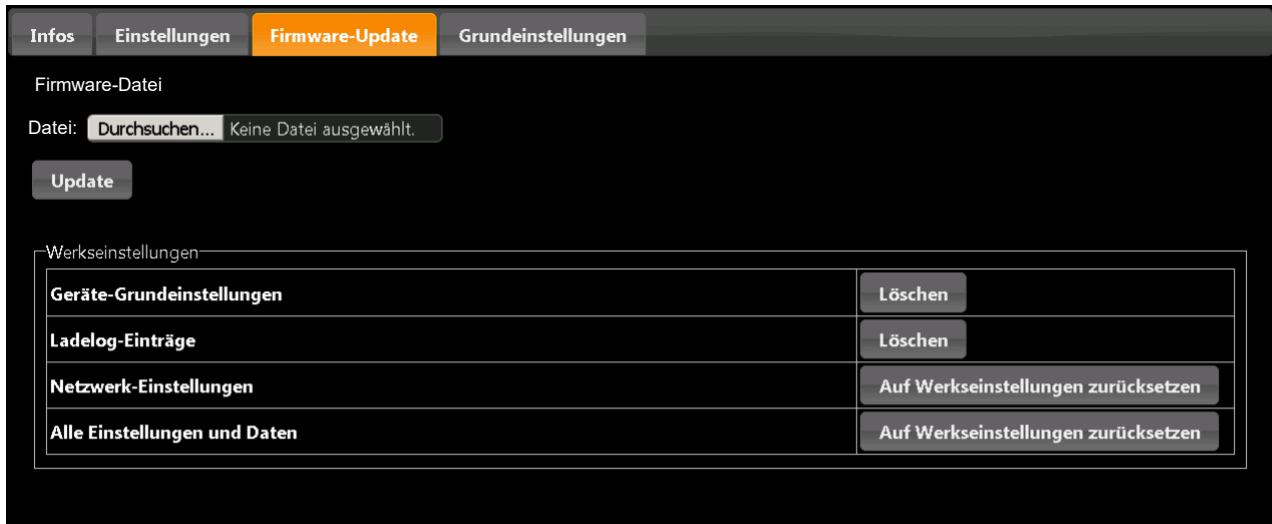 Infos Einstellungen Firmware-Update Grundeinstellungen
Firmware-Datei
Datei: Durchsuchen... Keine Datei ausgewählt.
Update
Werkseinstellungen
Geräte-Grundeinstellungen Löschen
Ladelog-Einträge Löschen
Netzwerk-Einstellungen Auf Werkseinstellungen zurücksetzen
Alle Einstellungen und Daten Auf Werkseinstellungen zurücksetzen